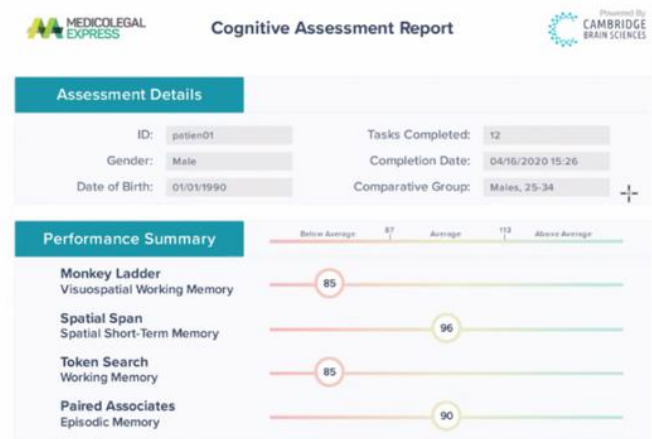 MEDICOLEGAL
EXPRESS
Cognitive Assessment Report
Powered By
CAMBRIDGE
BRAIN SCIENCES
Assessment Details
ID: patien01
Tasks Completed: 12
Gender: Male
Completion Date: 04/16/2020 15:26
Date of Birth: 01/01/1990
Comparative Group: Males, 25-34
Performance Summary
Below Average 87 Average 113 Above Average
Monkey Ladder
Visuospatial Working Memory
85
Spatial Span
Spatial Short-Term Memory
96
Token Search
Working Memory
85
Paired Associates
Episodic Memory
90